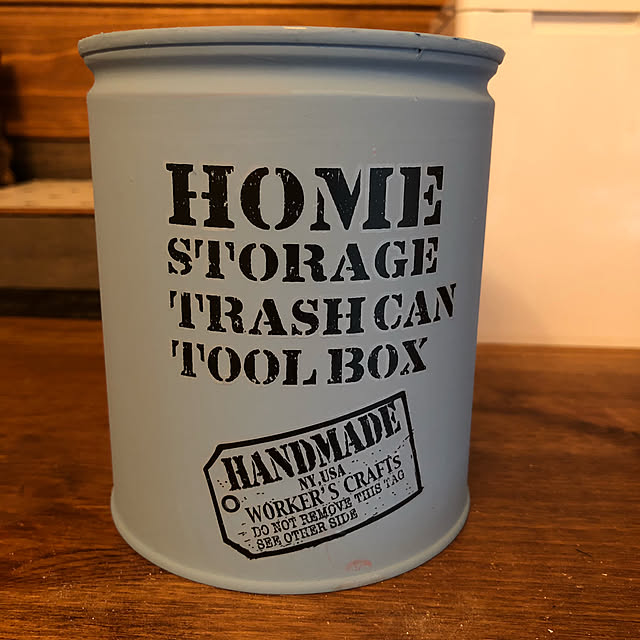 HOME
STORAGE
TRASH CAN
TOOL BOX
HANDMADE
NY,USA
WORKER'S CRAFTS
DO NOT REMOVE THIS TAG
SEE OTHER SIDE